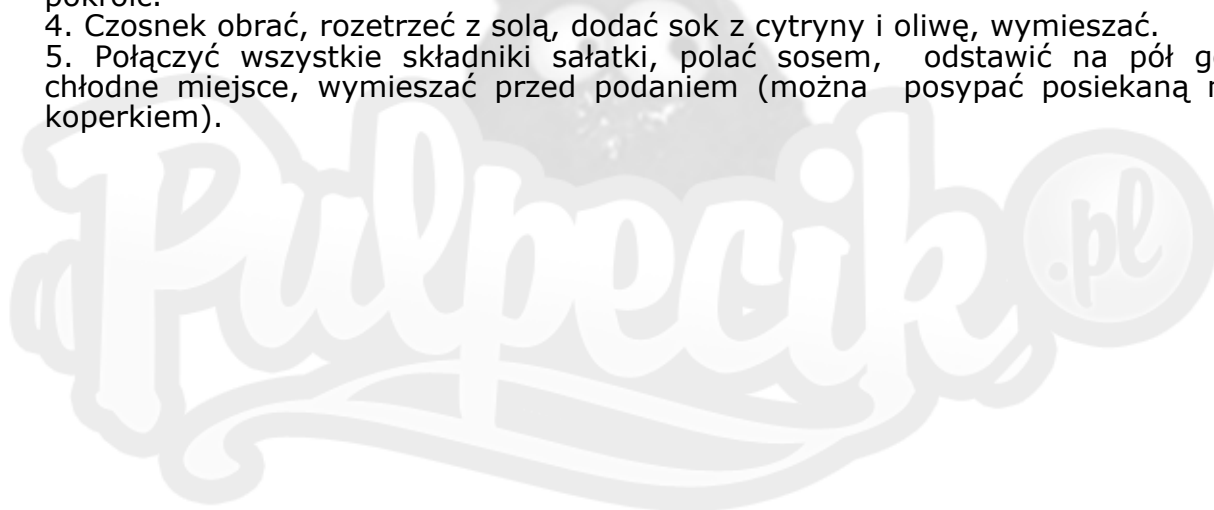 pokroić.
4. Czosnek obrać, rozetrzeć z solą, dodać sok z cytryny i oliwę, wymieszać.
5. Połączyć wszystkie składniki sałatki, polać sosem, odstawić na pół
chłodne miejsce, wymieszać przed podaniem (można posypać posiekaną
koperkiem).
Pulpecik.pl